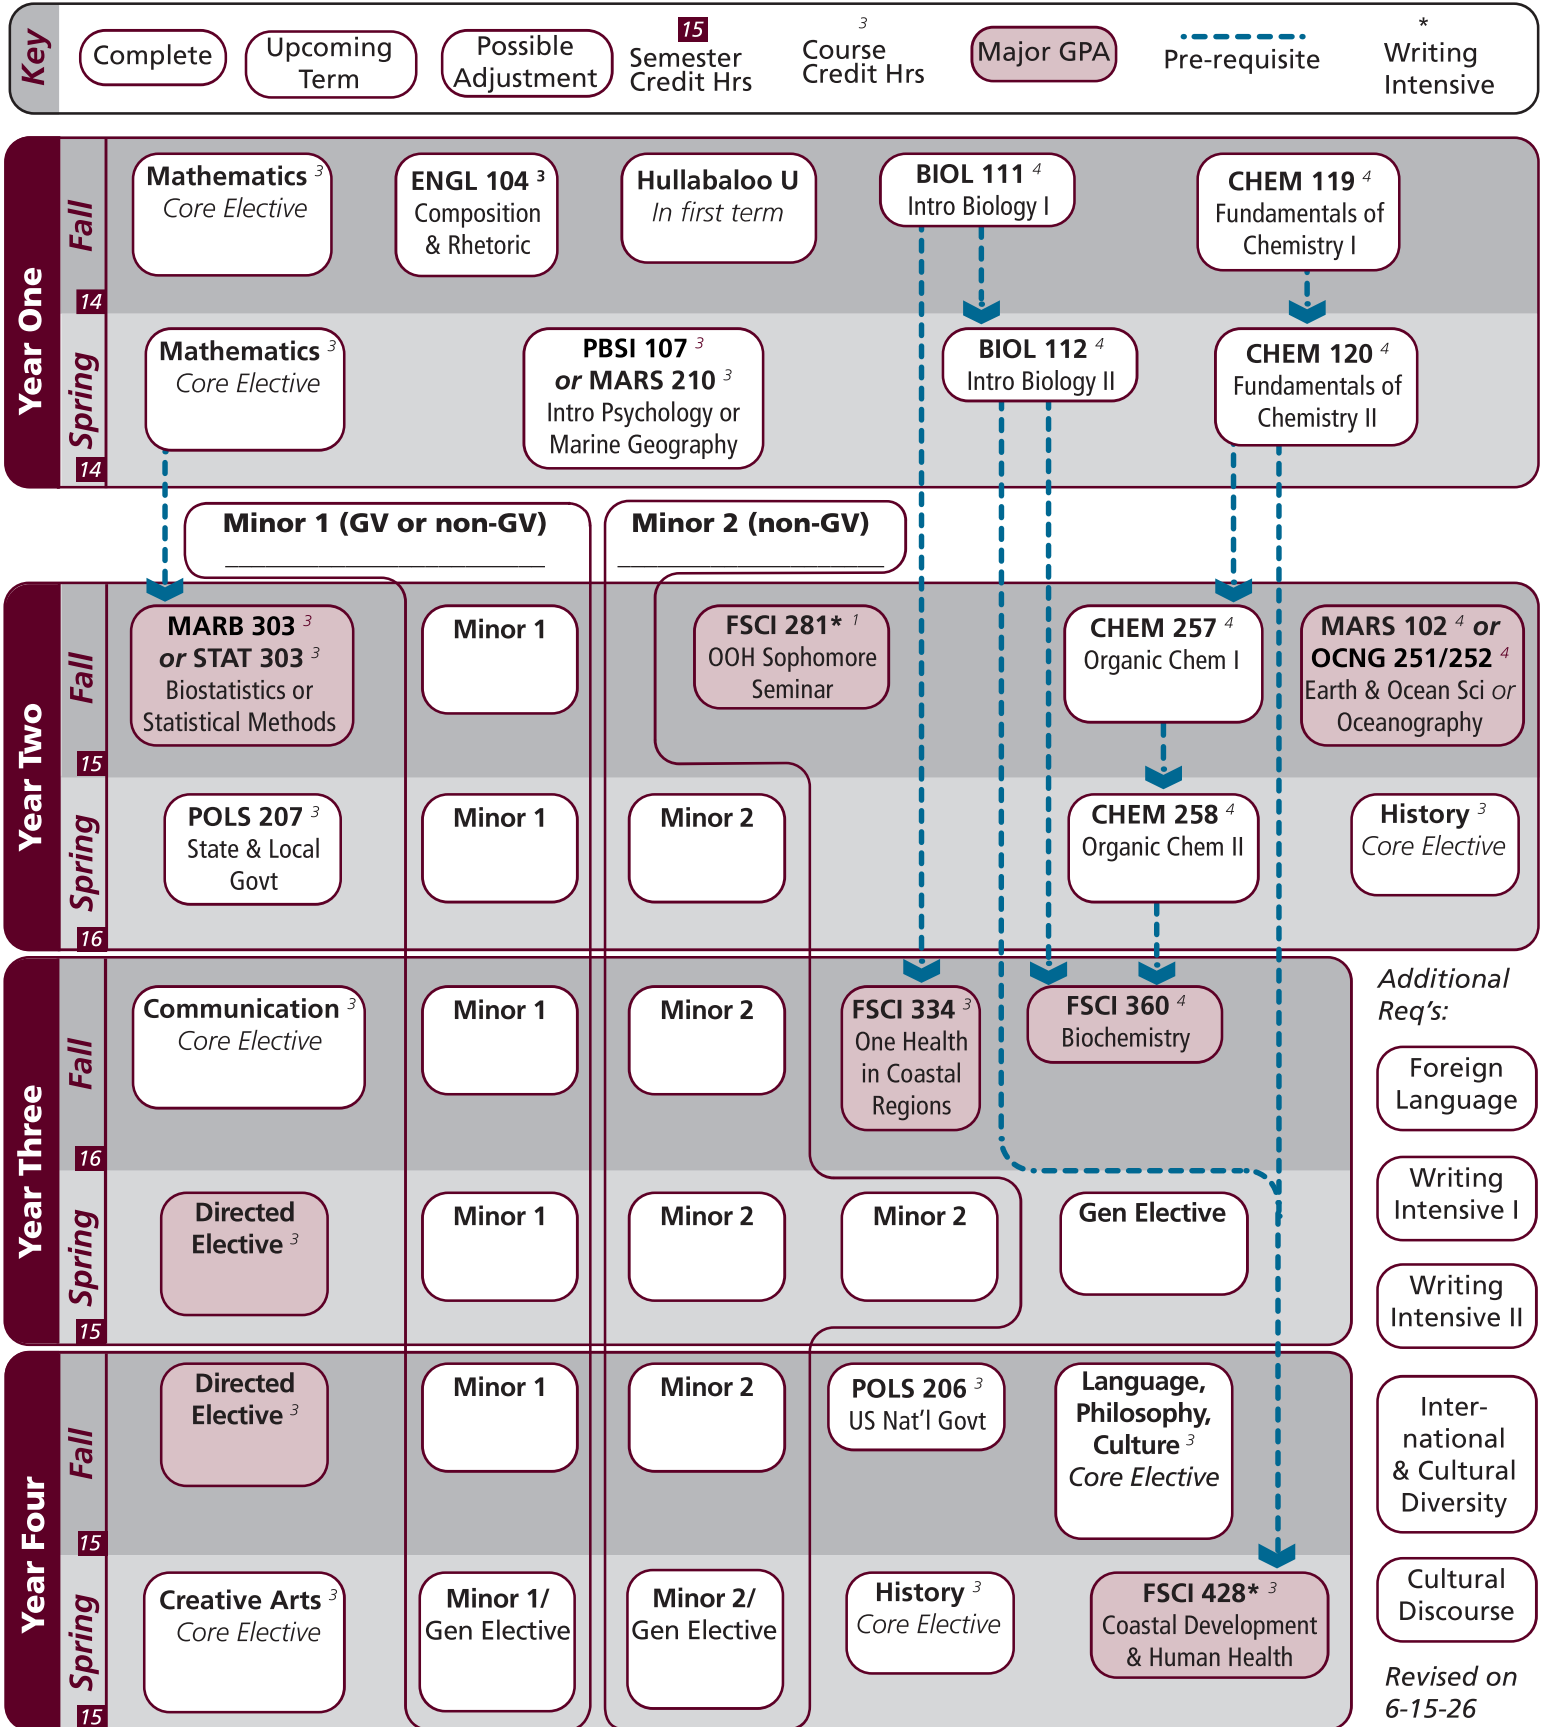 Key
Complete
Upcoming
Term
Possible
Adjustment
15
Semester
Credit Hrs
3
Course
Credit Hrs
Major GPA
Pre-requisite
*
Writing
Intensive
Year One
Fall
14
Mathematics 3
Core Elective
ENGL 104 3
Composition
& Rhetoric
Hullabaloo U
In first term
BIOL 111 4
Intro Biology I
CHEM 119 4
Fundamentals of
Chemistry I
Spring
14
Mathematics 3
Core Elective
PBSI 107 3
or MARS 210 3
Intro Psychology or
Marine Geography
BIOL 112 4
Intro Biology II
CHEM 120 4
Fundamentals of
Chemistry II
Minor 1 (GV or non-GV)
Minor 2 (non-GV)
Year Two
Fall
15
MARB 303 3
or STAT 303 3
Biostatistics or
Statistical Methods
Minor 1
FSCI 281* 1
OOH Sophomore
Seminar
CHEM 257 4
Organic Chem I
MARS 102 4 or
OCNG 251/252 4
Earth & Ocean Sci or
Oceanography
Spring
16
POLS 207 3
State & Local
Govt
Minor 1
Minor 2
CHEM 258 4
Organic Chem II
History 3
Core Elective
Year Three
Fall
16
Communication 3
Core Elective
Minor 1
Minor 2
FSCI 334 3
One Health
in Coastal
Regions
FSCI 360 4
Biochemistry
Spring
15
Directed
Elective 3
Minor 1
Minor 2
Minor 2
Gen Elective
Year Four
Fall
15
Directed
Elective 3
Minor 1
Minor 2
POLS 206 3
US Nat’l Govt
Language,
Philosophy,
Culture 3
Core Elective
Spring
15
Creative Arts 3
Core Elective
Minor 1/
Gen Elective
Minor 2/
Gen Elective
History 3
Core Elective
FSCI 428* 3
Coastal Development
& Human Health
Additional
Req’s:
Foreign
Language
Writing
Intensive I
Writing
Intensive II
Inter-
national
& Cultural
Diversity
Cultural
Discourse
Revised on
6-15-26